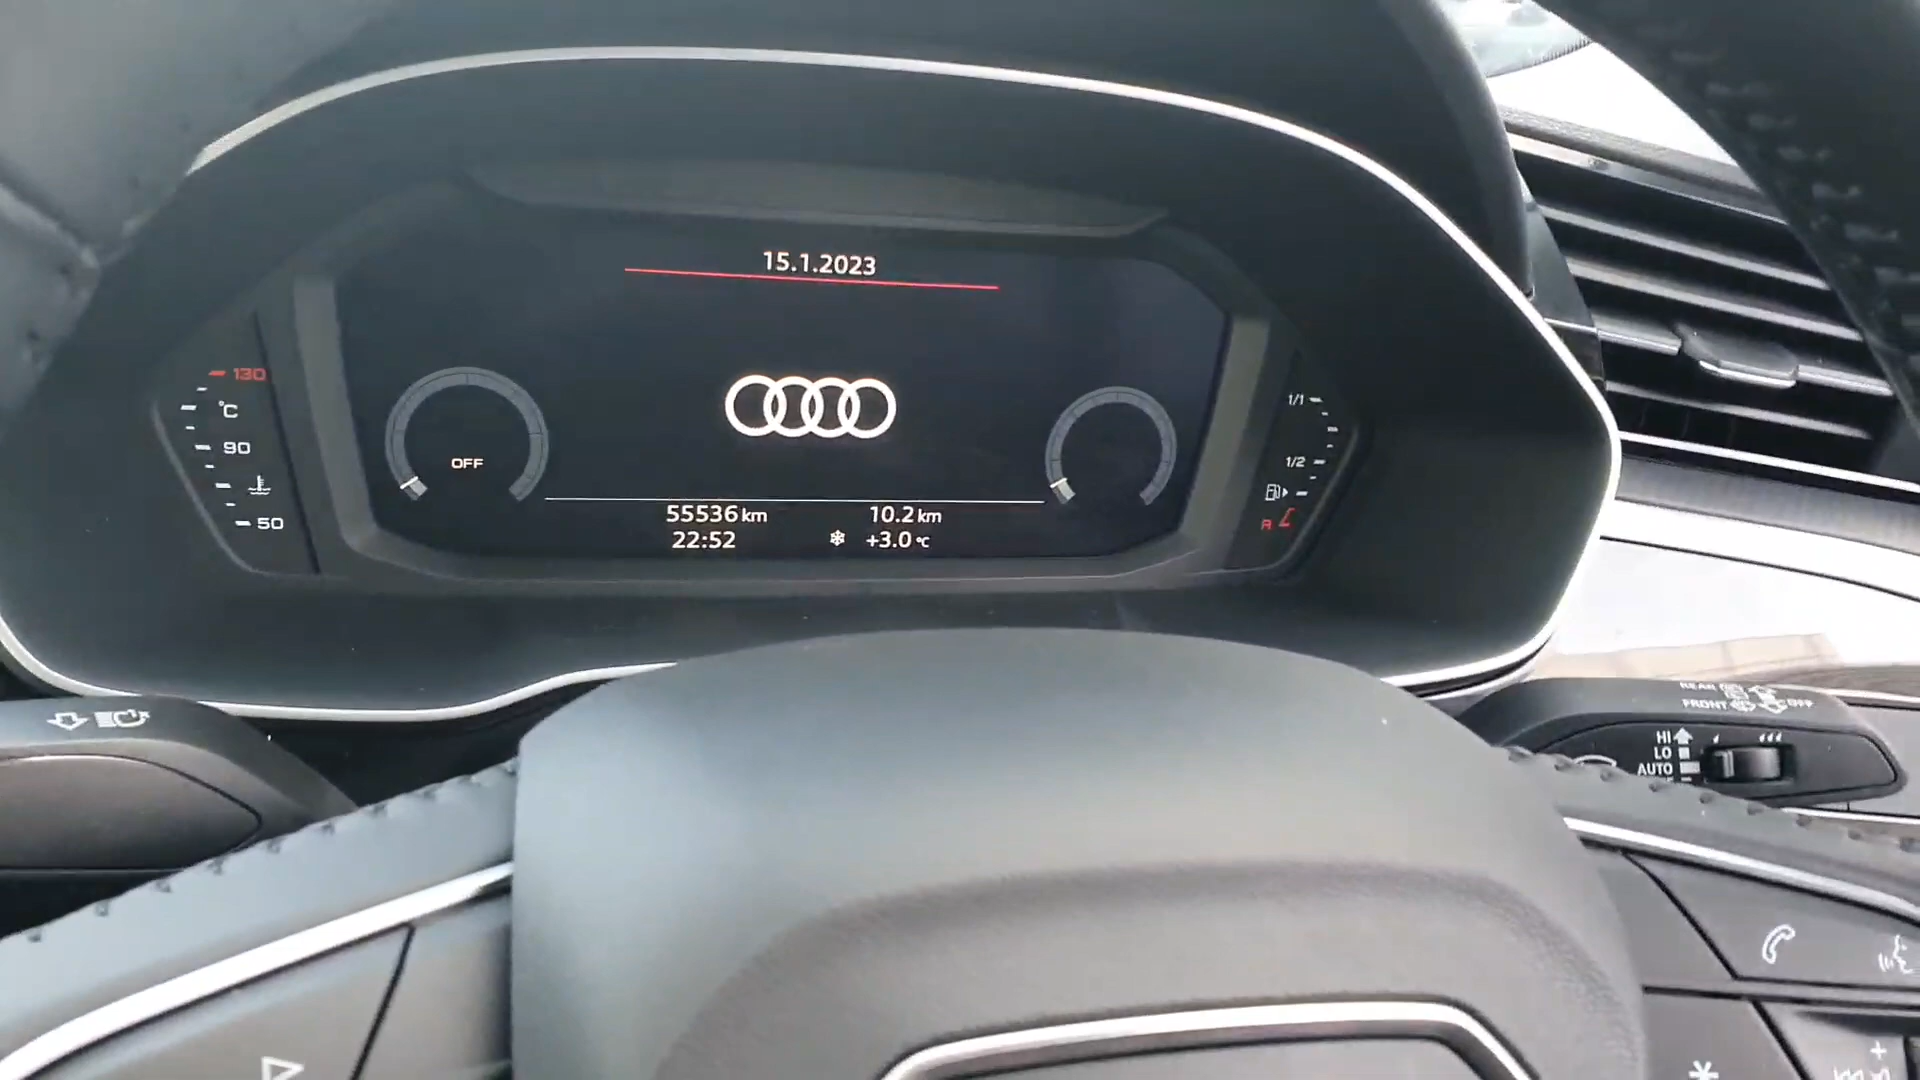 15.1.2023
130
°C
90
50
OFF
55536 km 10.2 km
22:52 +3.0 °C
1/1
1/2
R
REAR
FRONT OFF
HI
LO
AUTO